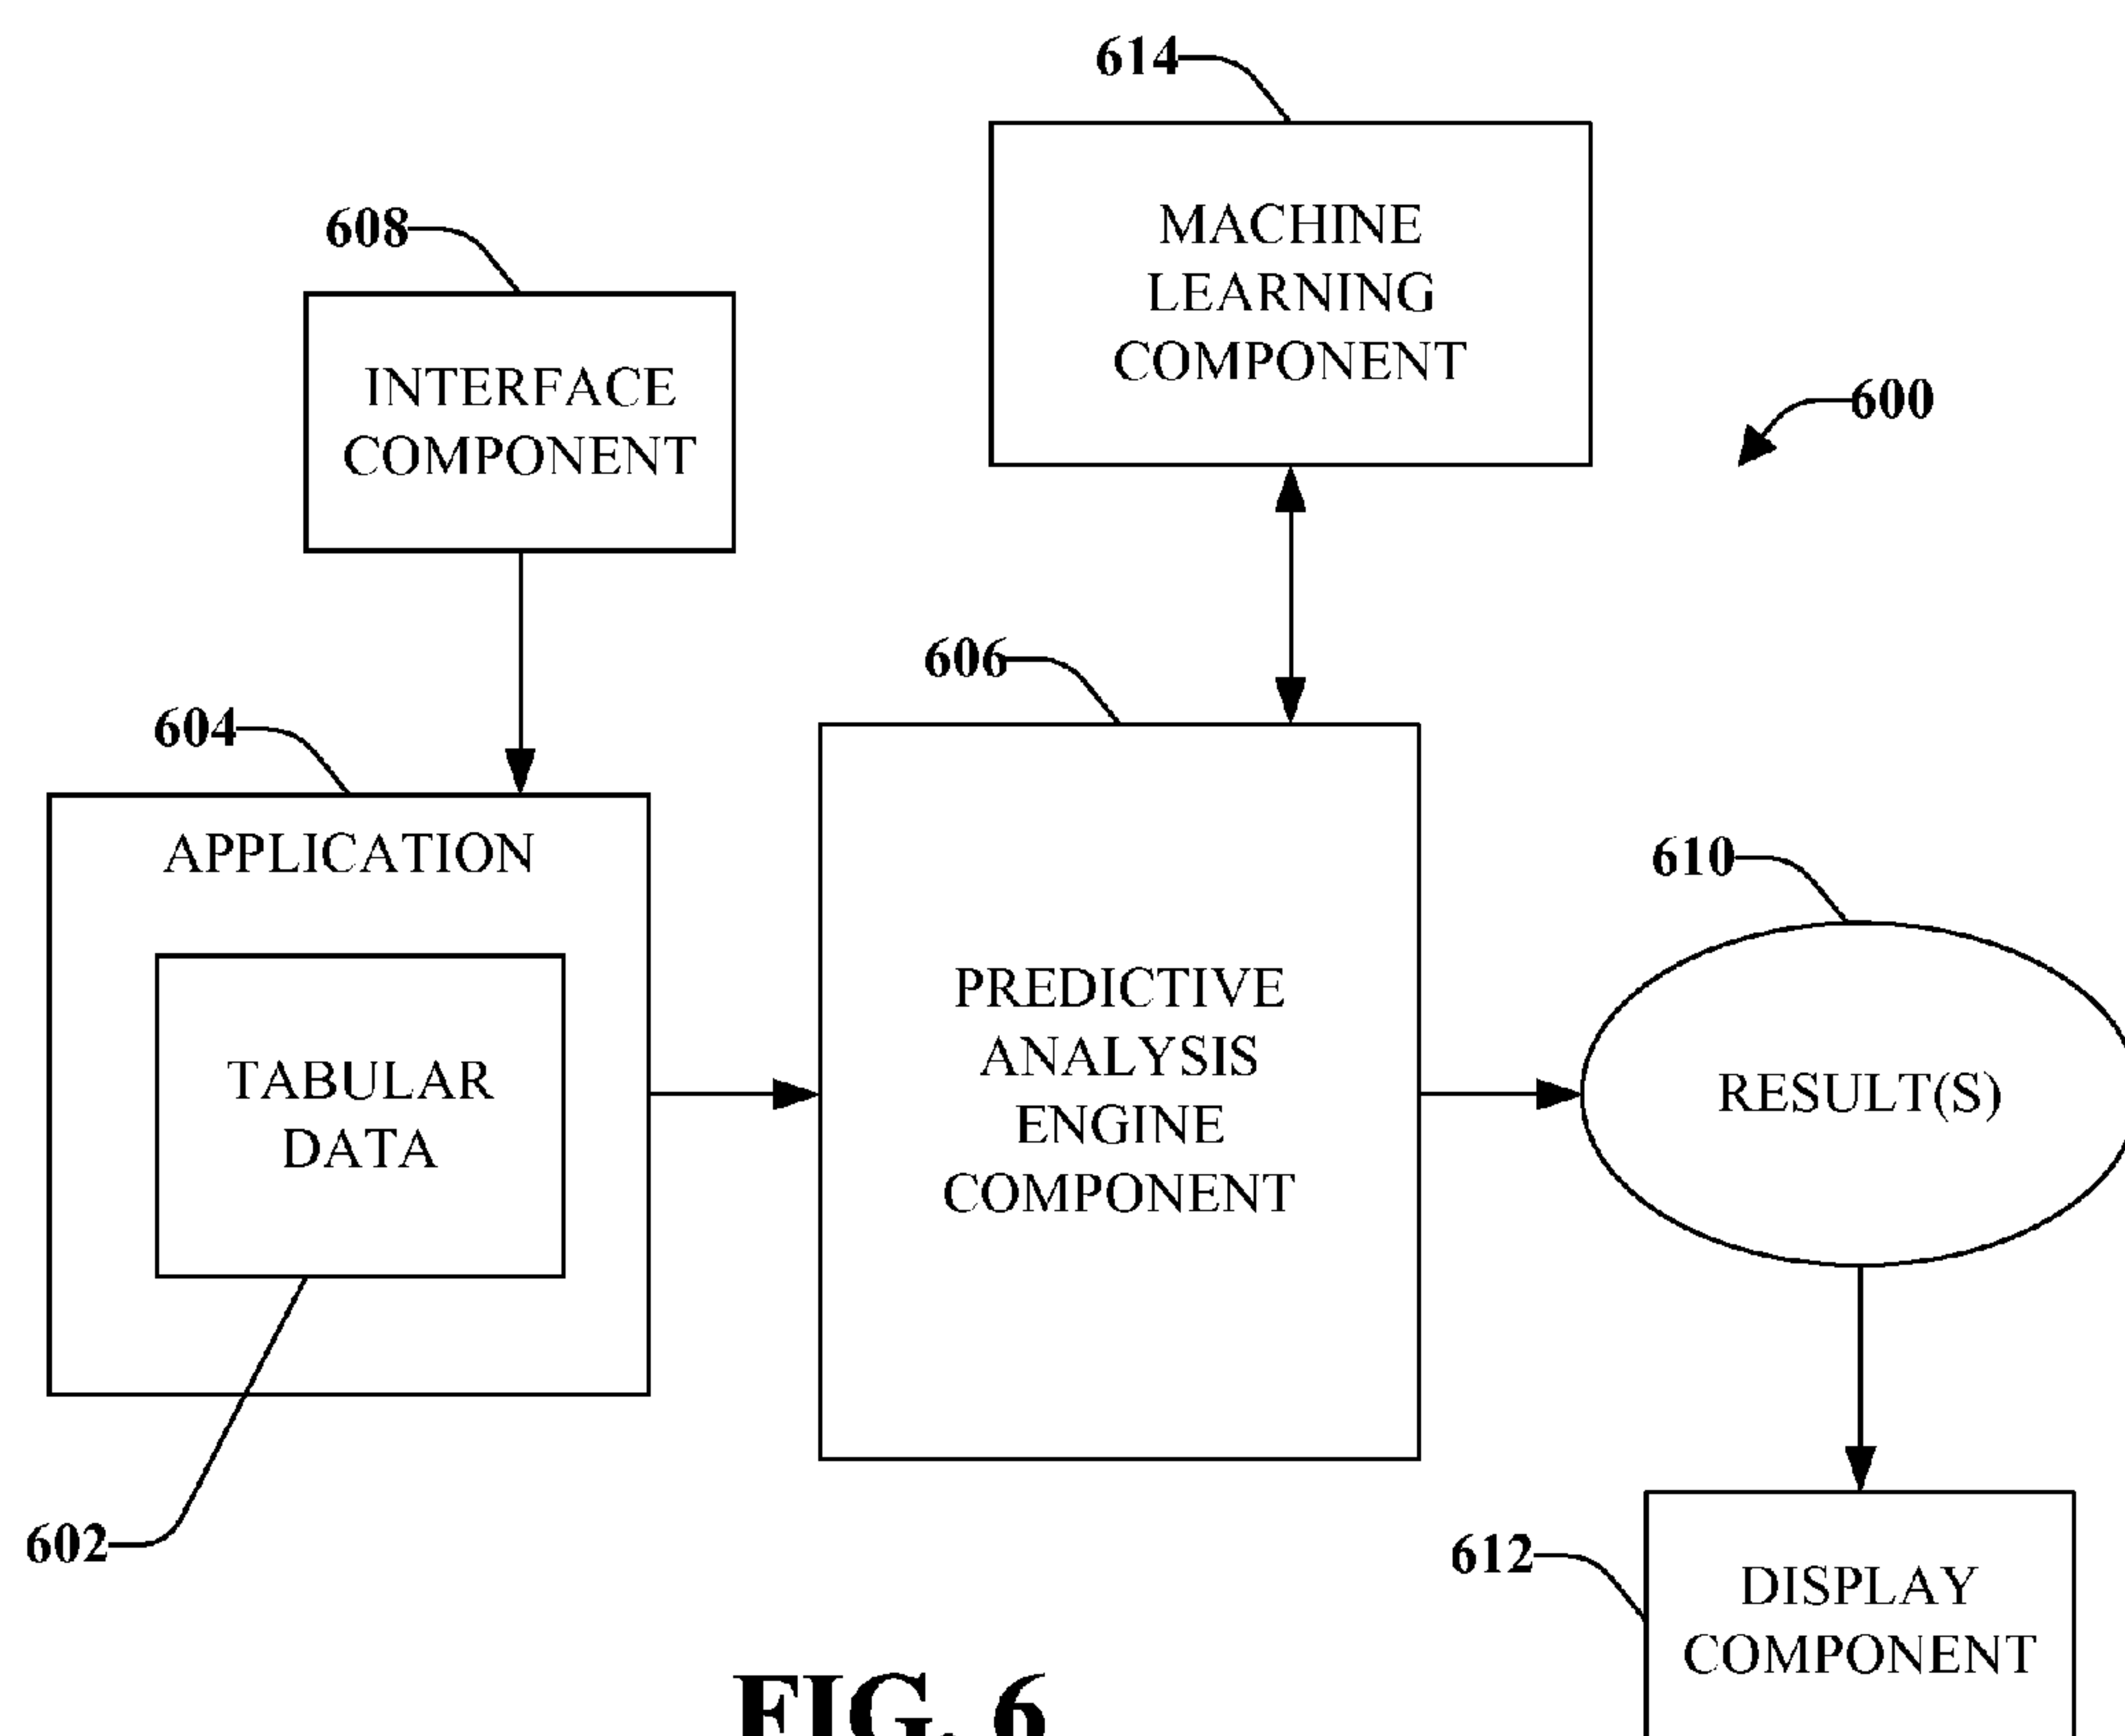 614
MACHINE
LEARNING
COMPONENT
608
INTERFACE
COMPONENT
600
606
604
APPLICATION
TABULAR
DATA
PREDICTIVE
ANALYSIS
ENGINE
COMPONENT
610
RESULT(S)
602
612
DISPLAY
COMPONENT
FIG. 6